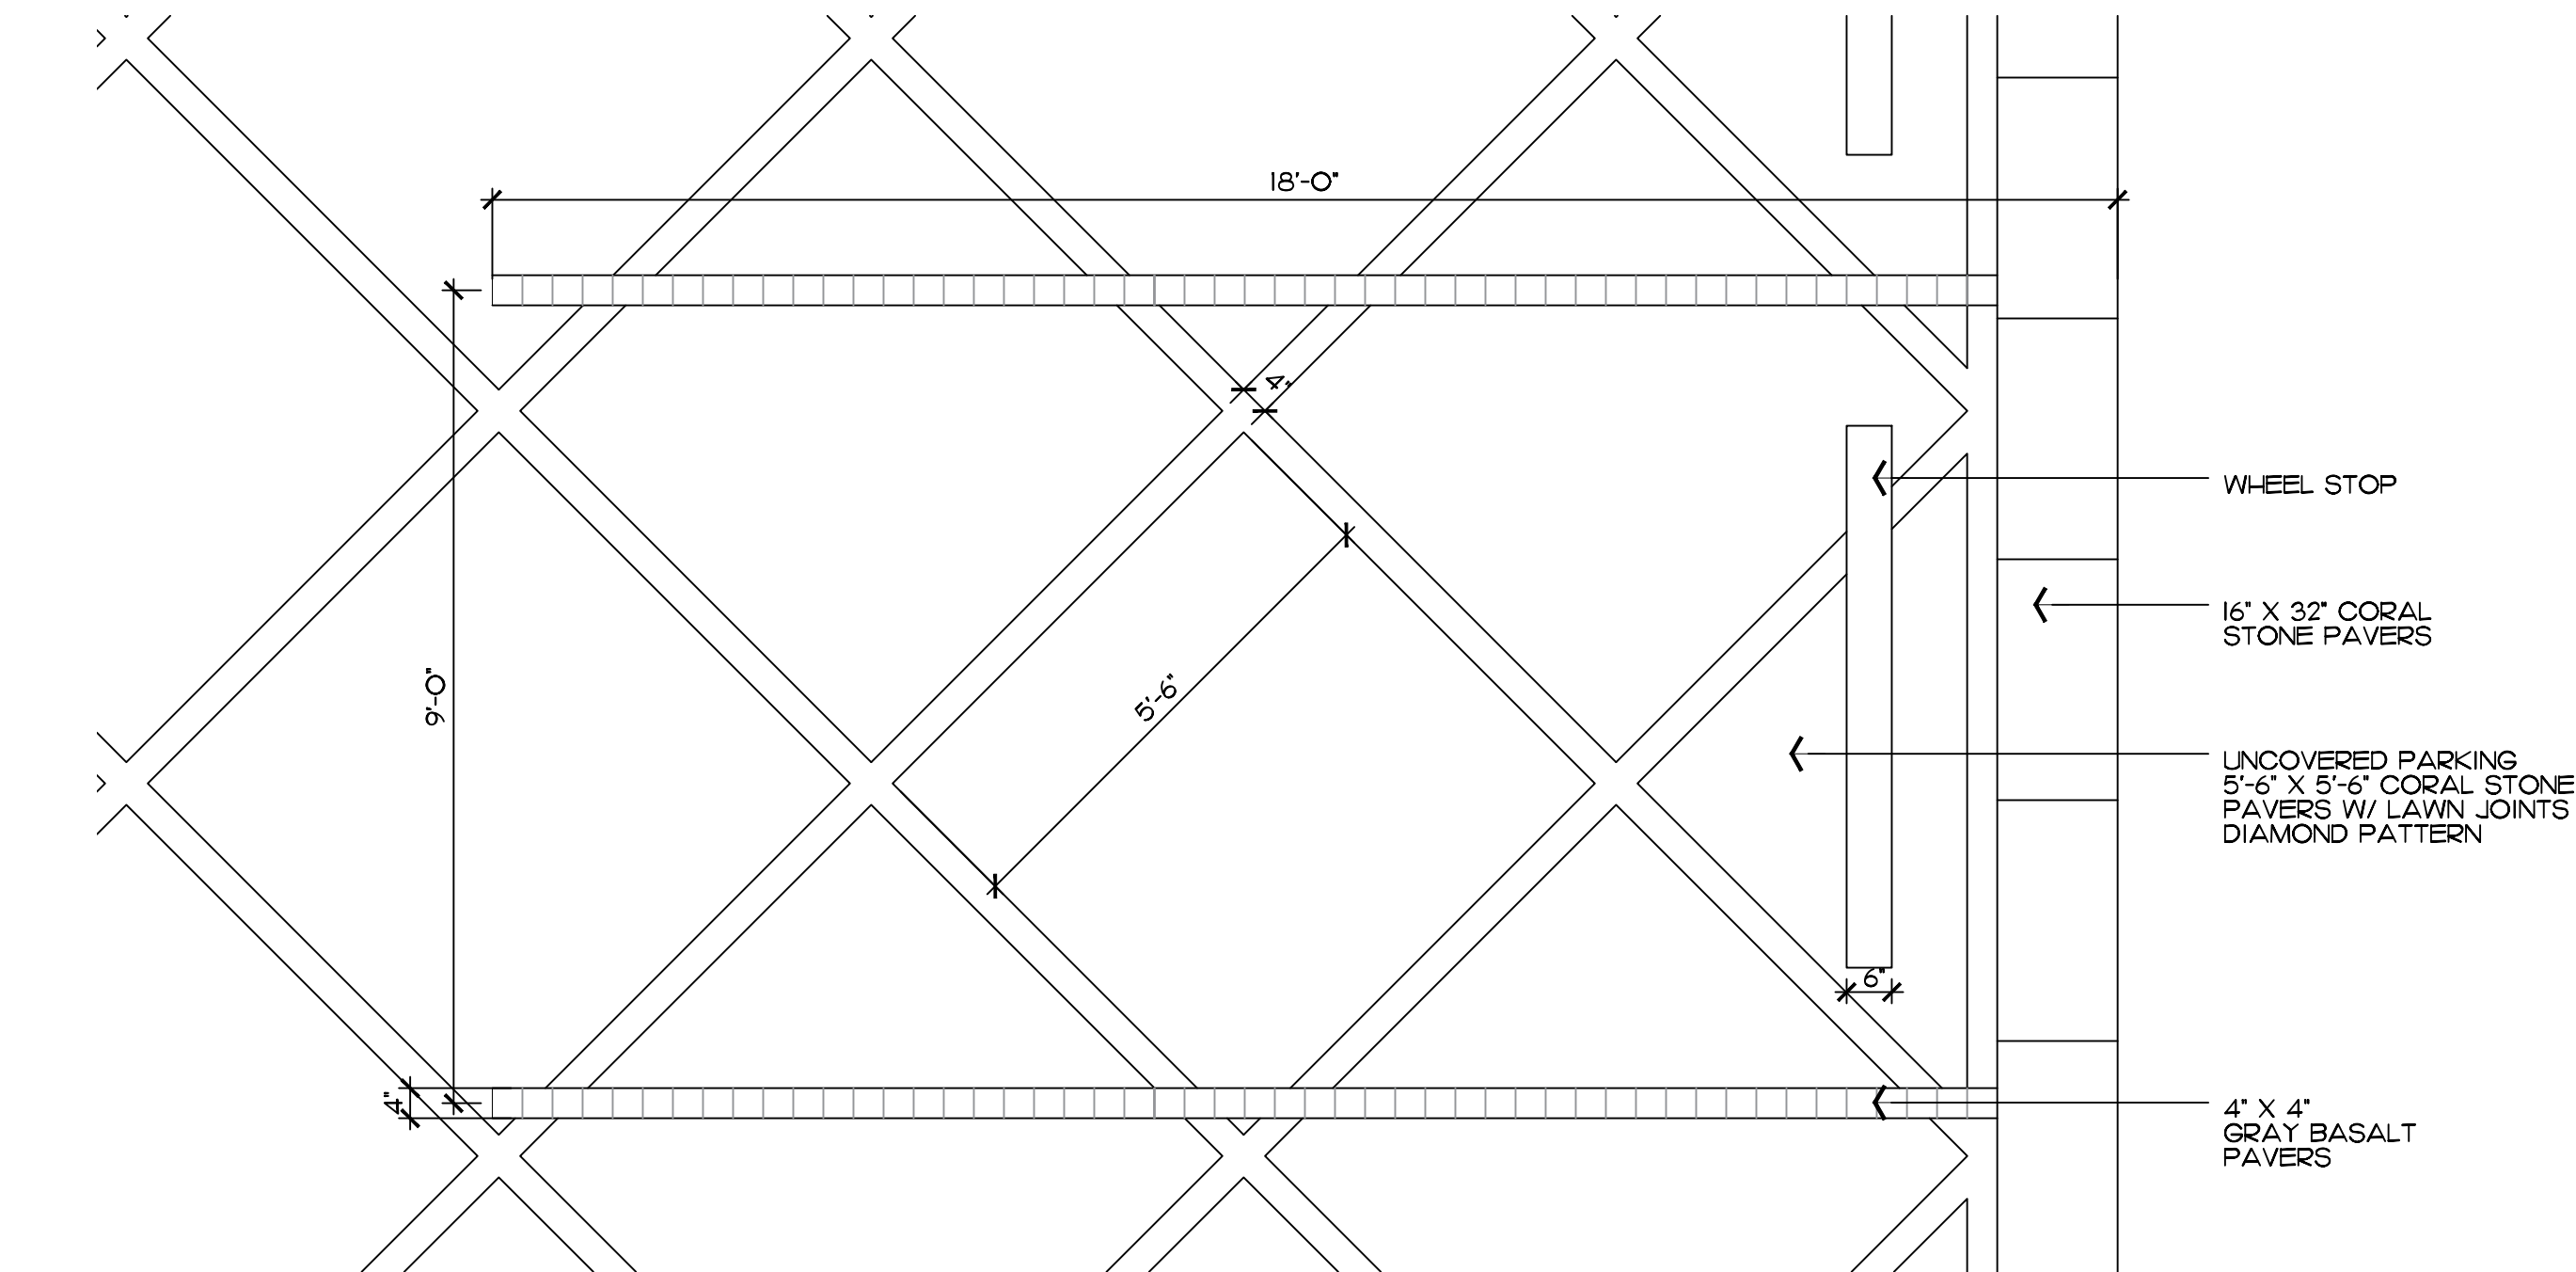 18'-0"
4"
WHEEL STOP
16" X 32" CORAL
STONE PAVERS
9'-0"
5'-6"
UNCOVERED PARKING
5'-6" X 5'-6" CORAL STONE
PAVERS W/ LAWN JOINTS
DIAMOND PATTERN
6"
4"
4" X 4"
GRAY BASALT
PAVERS